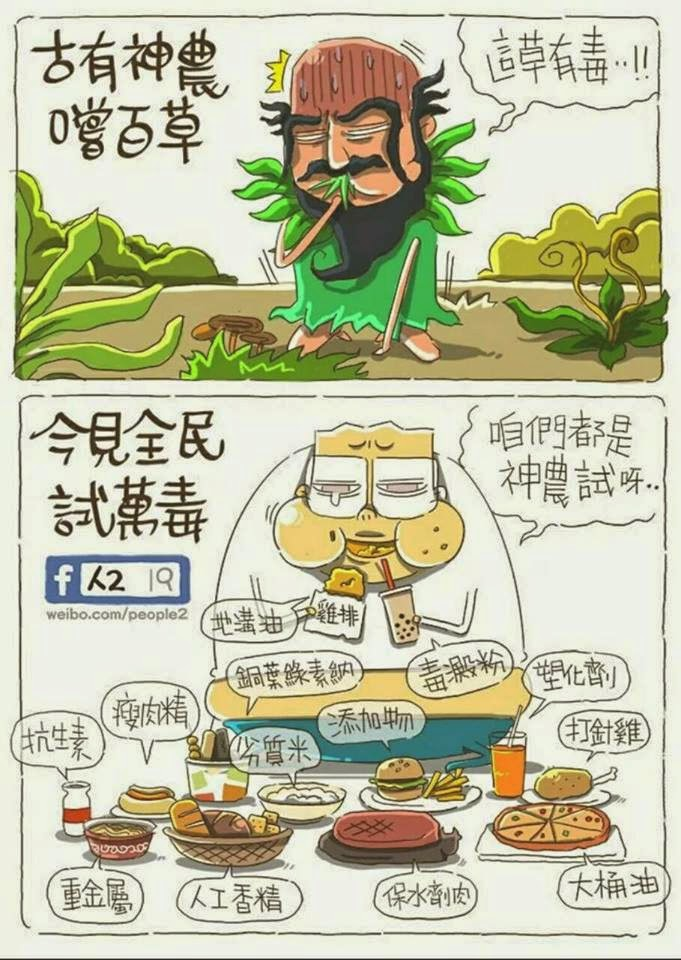 古有神農
嚐百草
這草有毒..!!
今見全民
試萬毒
咱們都是
神農試呀..
f 人2 19
weibo.com/people2
地溝油
雞排
銅葉綠素納
毒澱粉
塑化劑
瘦肉精
添加物
抗生素
劣質米
打針雞
重金屬
人工香精
保水劑肉
大桶油